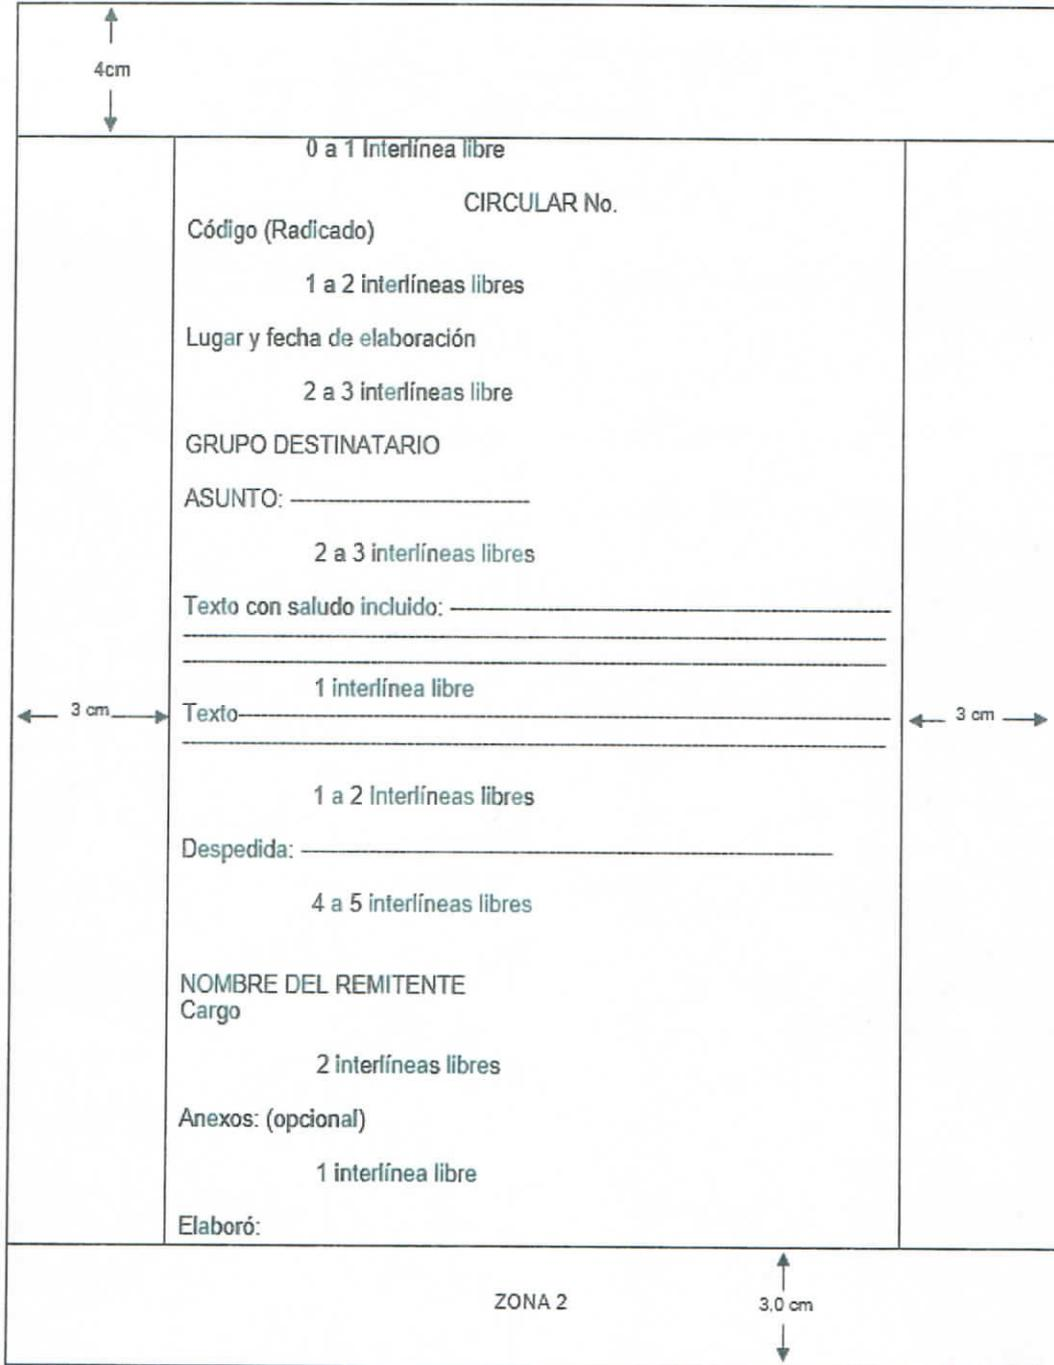 4cm
0 a 1 Interlínea libre
CIRCULAR No.
Código (Radicado)
1 a 2 interlíneas libres
Lugar y fecha de elaboración
2 a 3 interlíneas libre
GRUPO DESTINATARIO
ASUNTO:
2 a 3 interlíneas libres
Texto con saludo incluido:
1 interlínea libre
3 cm Texto 3 cm
1 a 2 Interlíneas libres
Despedida:
4 a 5 interlíneas libres
NOMBRE DEL REMITENTE
Cargo
2 interlíneas libres
Anexos: (opcional)
1 interlínea libre
Elaboró:
ZONA 2 3,0 cm